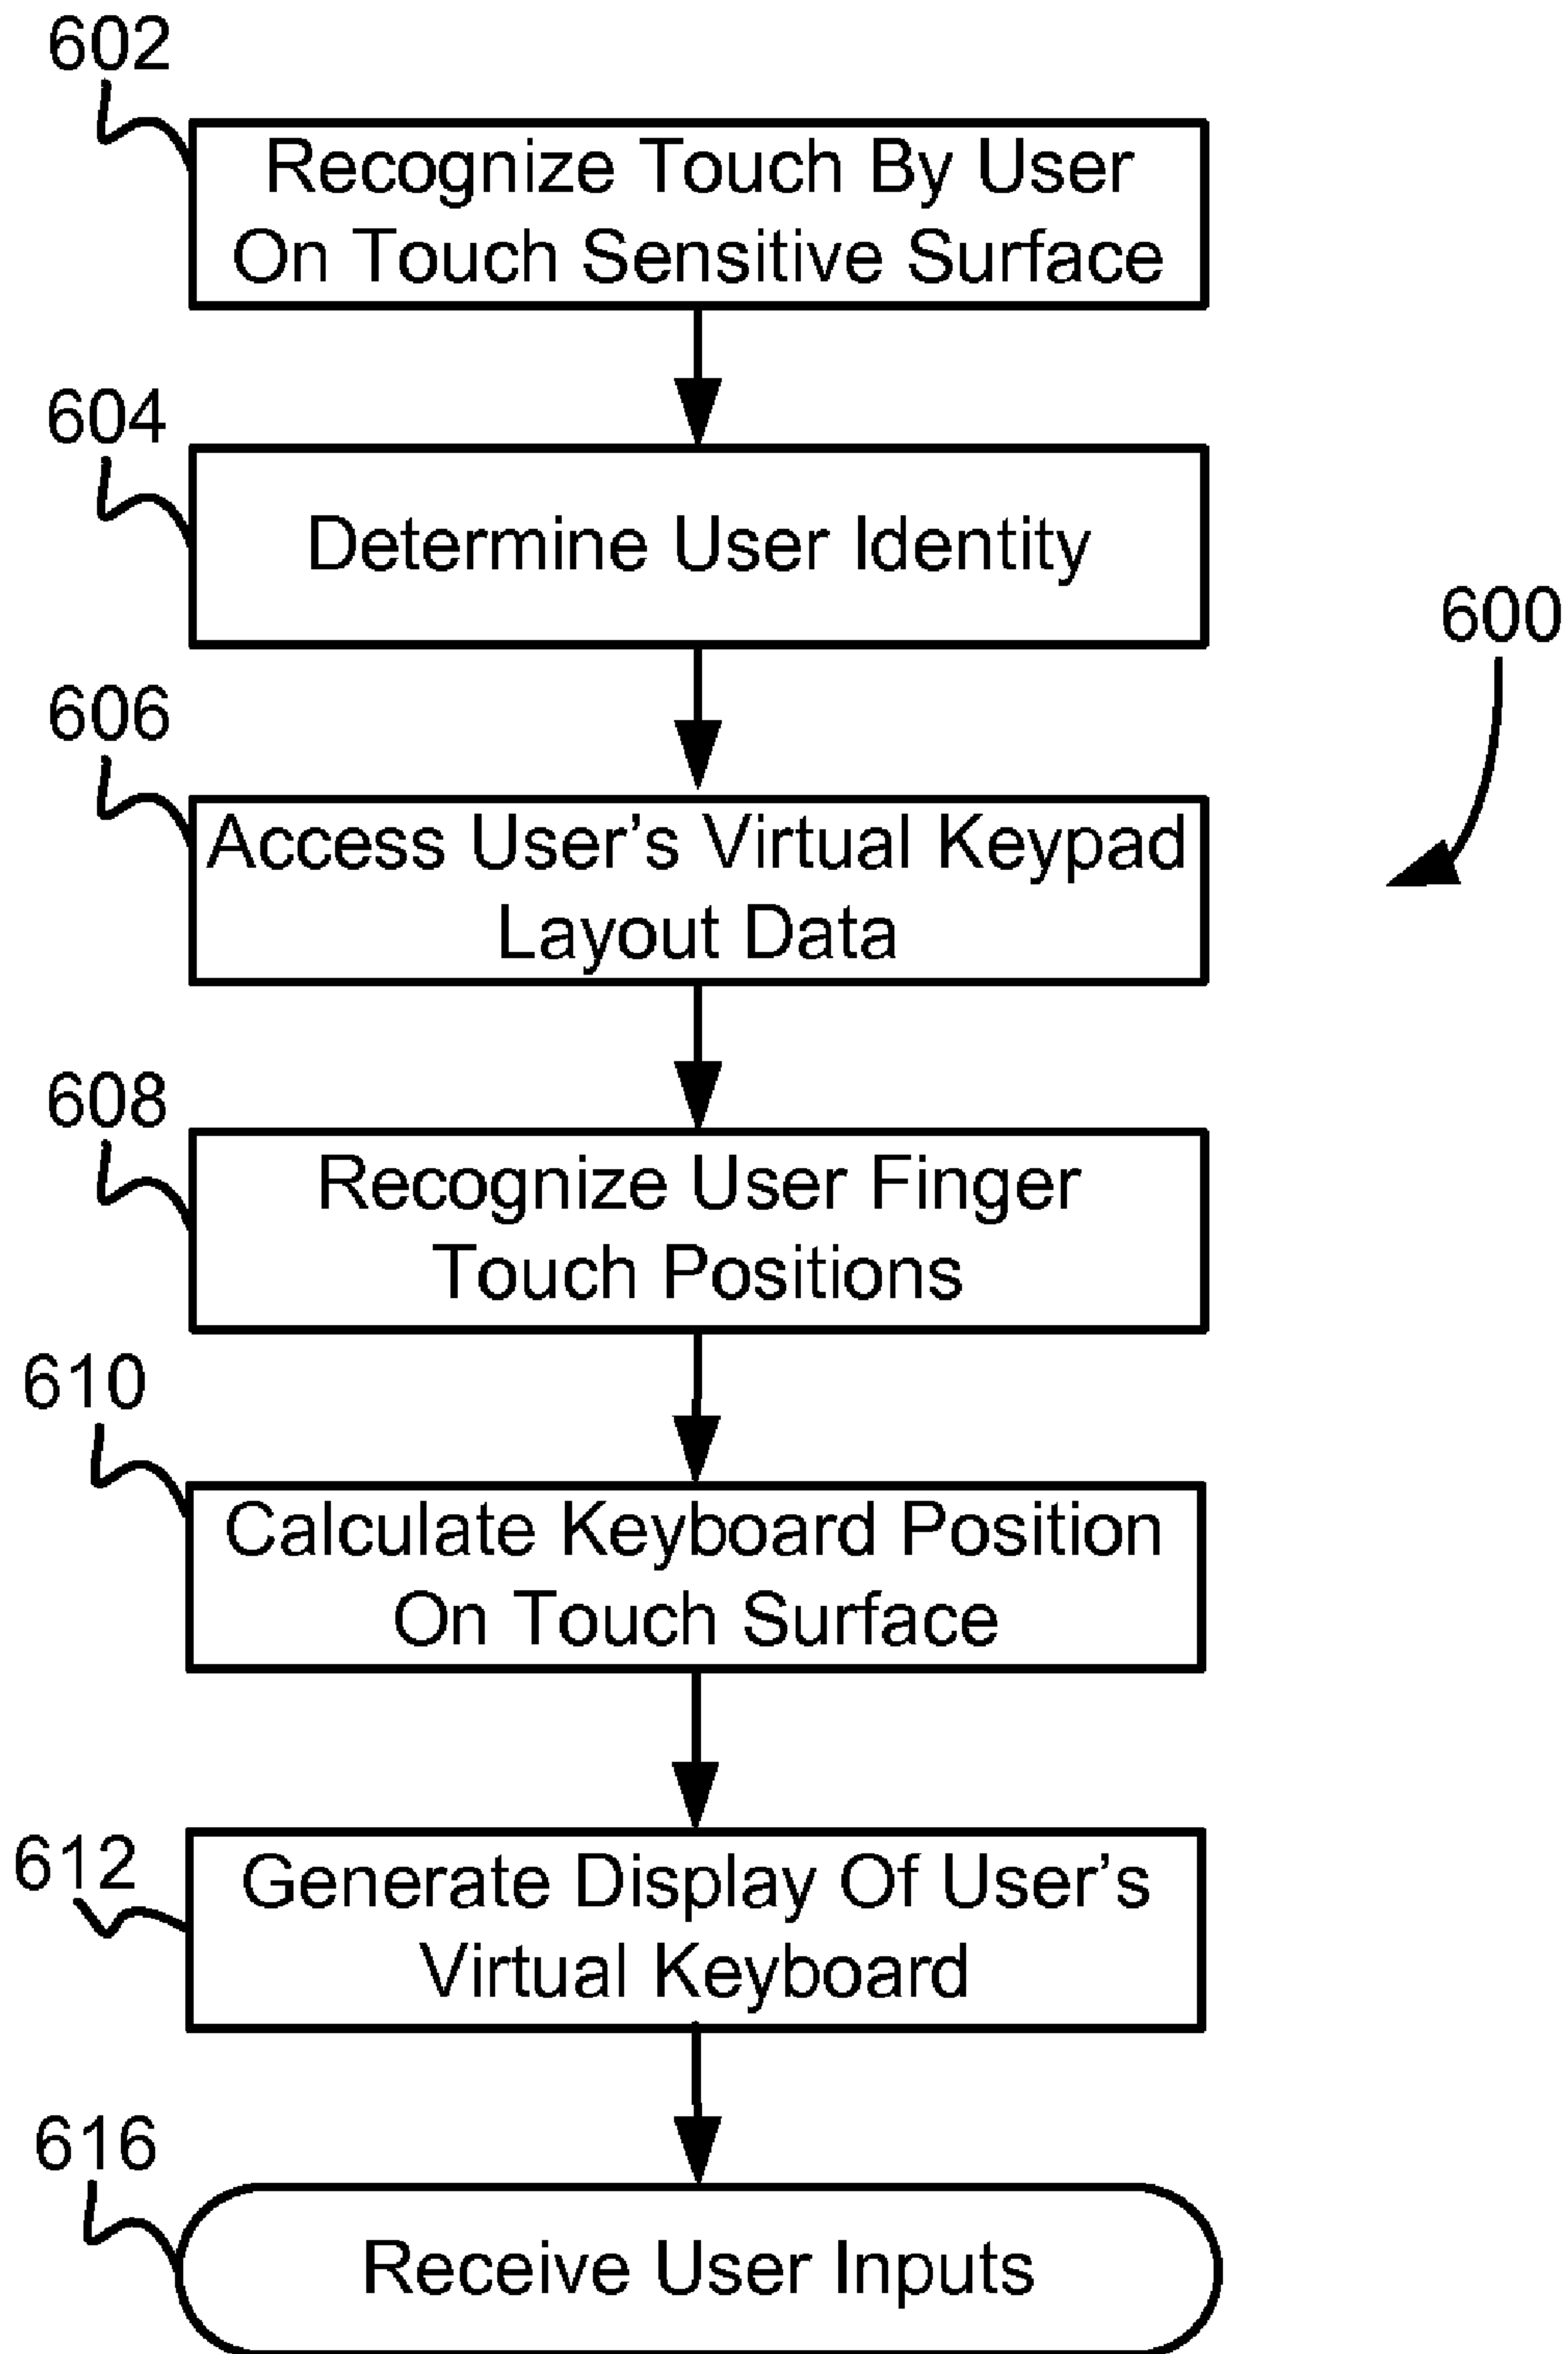 602
Recognize Touch By User
On Touch Sensitive Surface
604
Determine User Identity
600
606
Access User’s Virtual Keypad
Layout Data
608
Recognize User Finger
Touch Positions
610
Calculate Keyboard Position
On Touch Surface
612
Generate Display Of User’s
Virtual Keyboard
616
Receive User Inputs